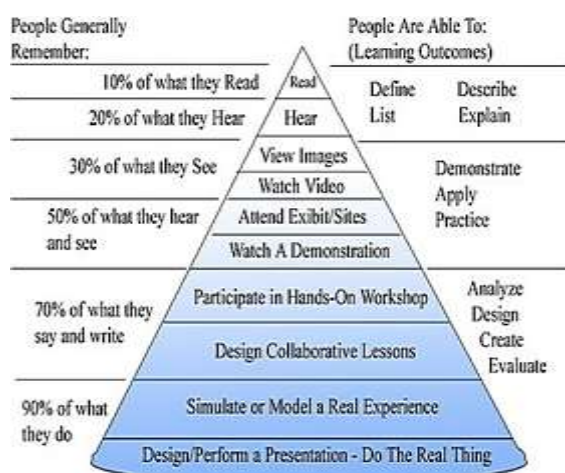 People Generally
Remember:
People Are Able To:
(Learning Outcomes)
10% of what they Read
Read
Define
Describe
List
Explain
20% of what they Hear
Hear
30% of what they See
View Images
Watch Video
Demonstrate
Apply
Practice
50% of what they hear
and see
Attend Exibit/Sites
Watch A Demonstration
70% of what they
say and write
Participate in Hands-On Workshop
Design Collaborative Lessons
Analyze
Design
Create
Evaluate
90% of what
they do
Simulate or Model a Real Experience
Design/Perform a Presentation - Do The Real Thing